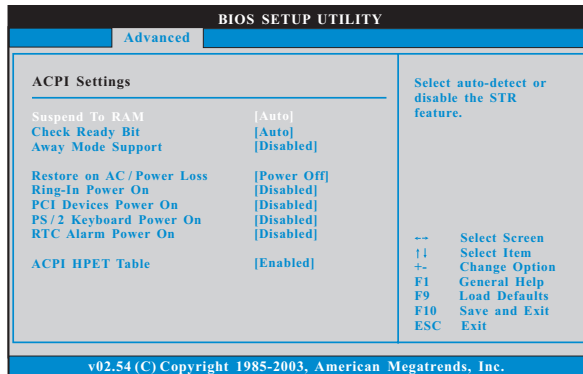 BIOS SETUP UTILITY
Advanced
ACPI Settings
Suspend To RAM [Auto]
Check Ready Bit [Auto]
Away Mode Support [Disabled]
Restore on AC / Power Loss [Power Off]
Ring-In Power On [Disabled]
PCI Devices Power On [Disabled]
PS / 2 Keyboard Power On [Disabled]
RTC Alarm Power On [Disabled]
ACPI HPET Table [Enabled]
Select auto-detect or
disable the STR
feature.
←→ Select Screen
↑↓ Select Item
+- Change Option
F1 General Help
F9 Load Defaults
F10 Save and Exit
ESC Exit
v02.54 (C) Copyright 1985-2003, American Megatrends, Inc.